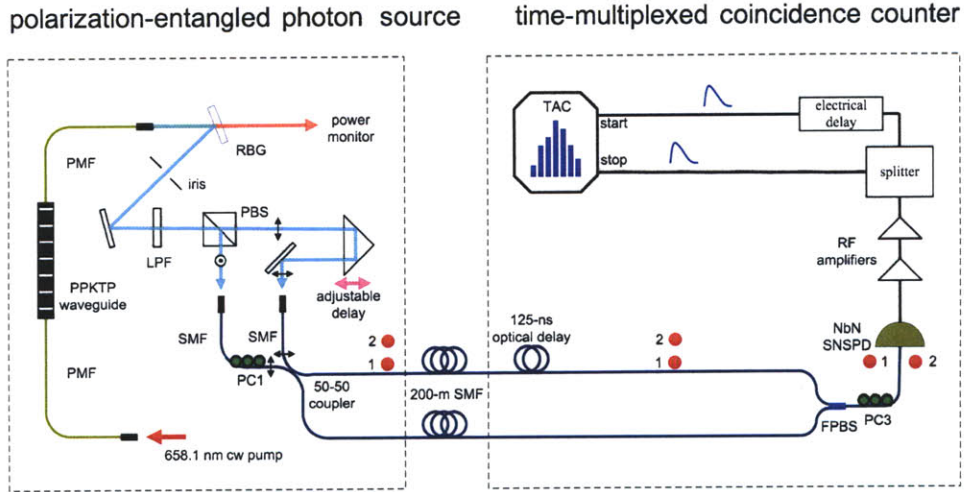 polarization-entangled photon source
time-multiplexed coincidence counter
power
monitor
RBG
PMF
iris
PBS
LPF
PPKTP
waveguide
adjustable
delay
SMF
SMF
PMF
PC1
50-50
coupler
658.1 nm cw pump
2
1
200-m SMF
125-ns
optical delay
2
1
TAC
start
stop
electrical
delay
splitter
RF
amplifiers
NbN
SNSPD
1
2
FPBS
PC3